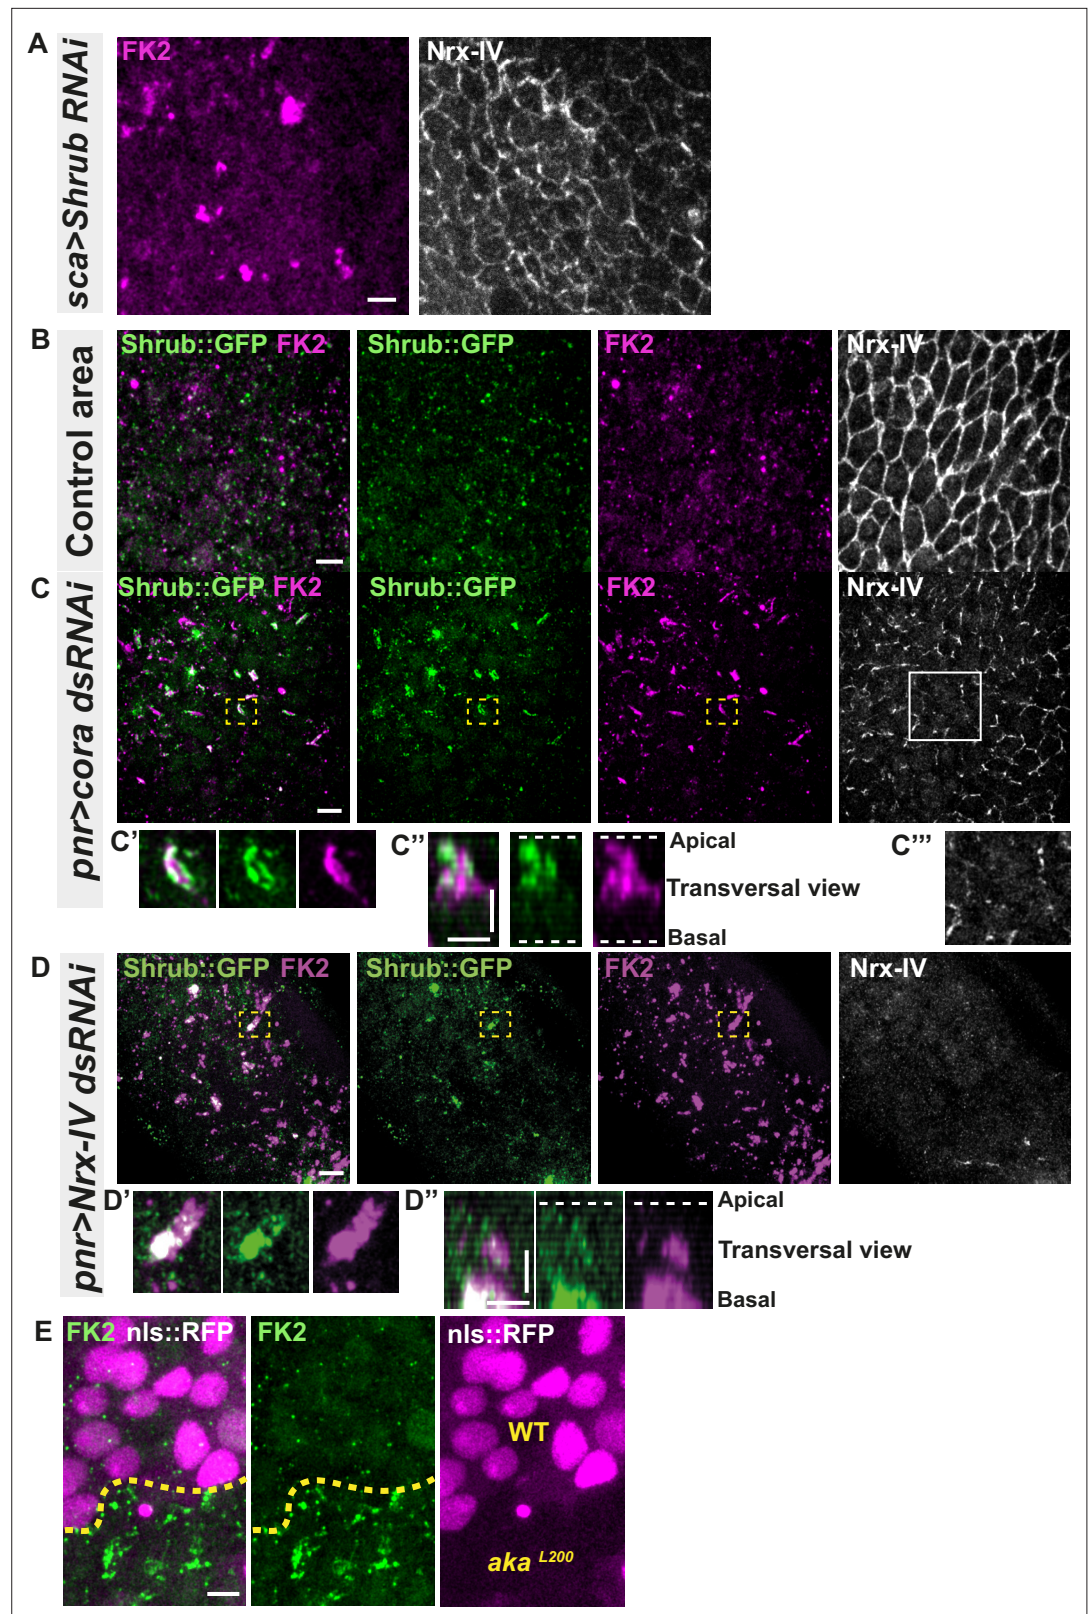 A
sca>Shrub RNAi
FK2
Nrx-IV
B
Control area
Shrub::GFP FK2
Shrub::GFP
FK2
Nrx-IV
C
pnr>cora dsRNAi
Shrub::GFP FK2
Shrub::GFP
FK2
Nrx-IV
C'
C''
Apical
Transversal view
Basal
C'''
D
pnr>Nrx-IV dsRNAi
Shrub::GFP FK2
Shrub::GFP
FK2
Nrx-IV
D'
D''
Apical
Transversal view
Basal
E
FK2 nls::RFP
FK2
nls::RFP
WT
aka L200